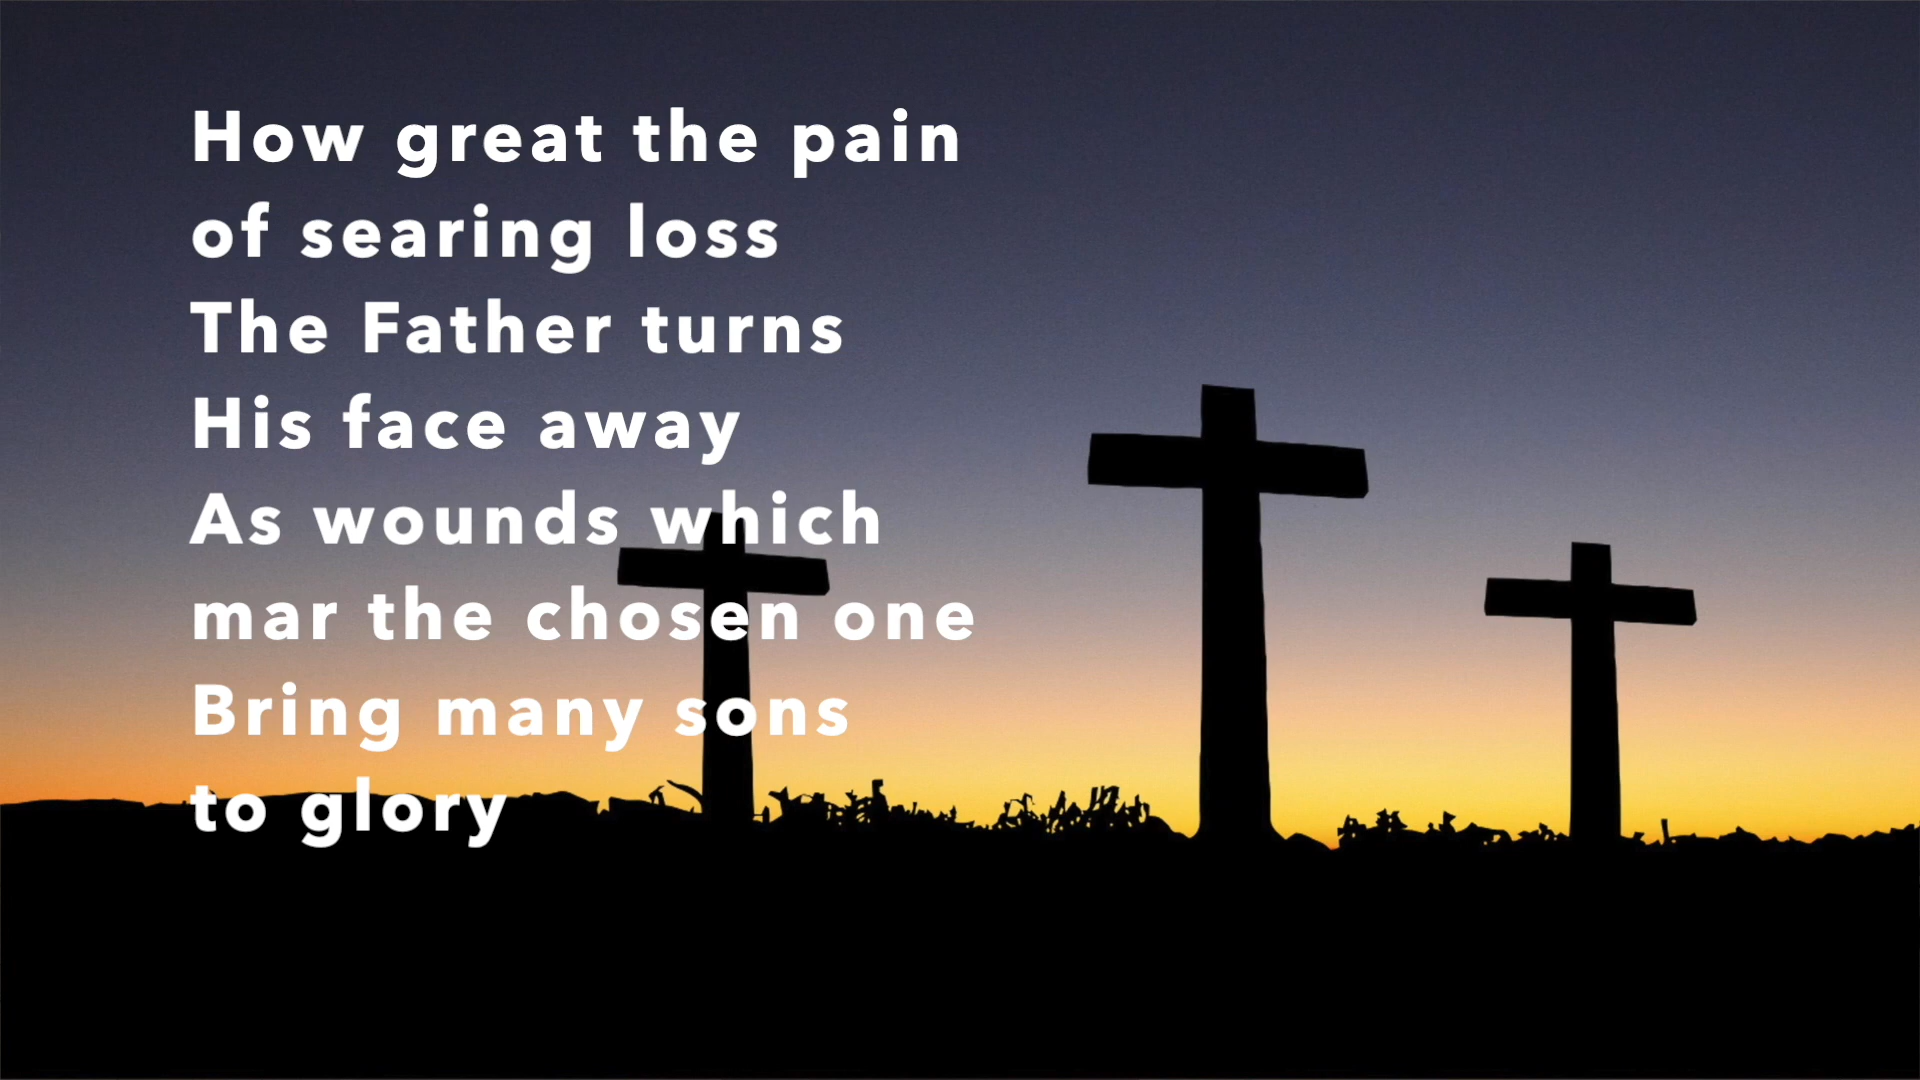 How great the pain
of searing loss
The Father turns
His face away
As wounds which
mar the chosen one
Bring many sons
to glory